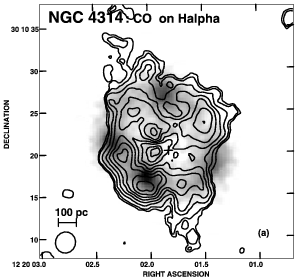 NGC 4314: CO on Halpha
30 10 35
30
25
20
15
10
DECLINATION
100 pc
(a)
12 20 03.0 02.5 02.0 01.5 01.0
RIGHT ASCENSION